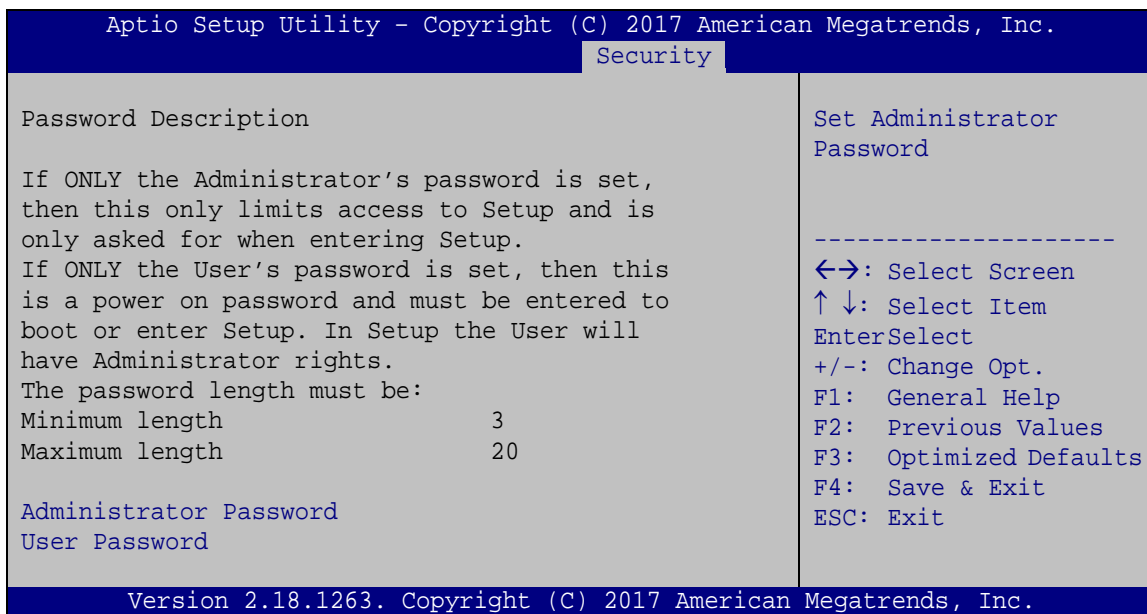 Aptio Setup Utility – Copyright (C) 2017 American Megatrends, Inc.
Security
Password Description
If ONLY the Administrator’s password is set,
then this only limits access to Setup and is
only asked for when entering Setup.
If ONLY the User’s password is set, then this
is a power on password and must be entered to
boot or enter Setup. In Setup the User will
have Administrator rights.
The password length must be:
Minimum length 3
Maximum length 20
Administrator Password
User Password
Set Administrator
Password
---------------------
←→: Select Screen
↑ ↓: Select Item
EnterSelect
+/-: Change Opt.
F1: General Help
F2: Previous Values
F3: Optimized Defaults
F4: Save & Exit
ESC: Exit
Version 2.18.1263. Copyright (C) 2017 American Megatrends, Inc.